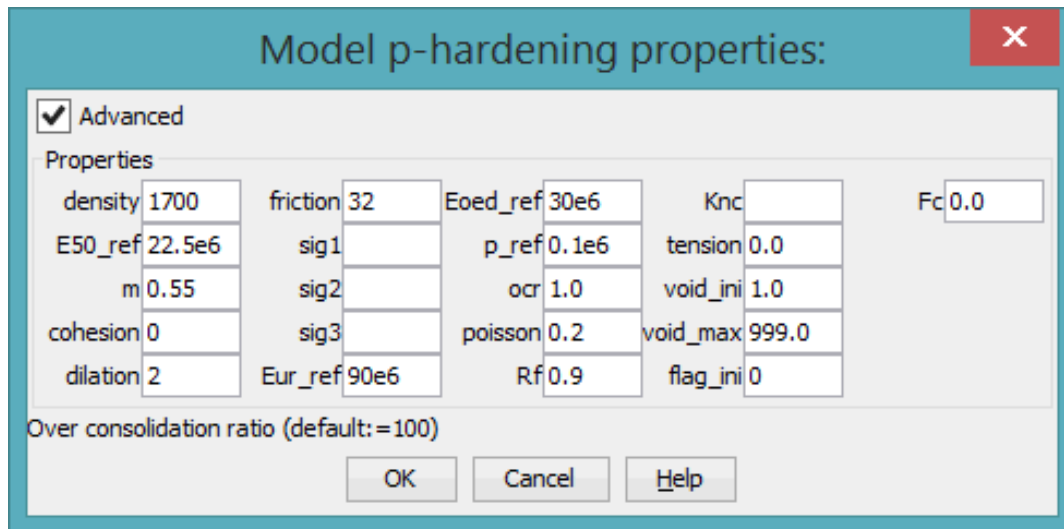 Model p-hardening properties:
Advanced
Properties
density 1700 friction 32 Eoed_ref 30e6 Knc Fc 0.0
E50_ref 22.5e6 sig1 p_ref 0.1e6 tension 0.0
m 0.55 sig2 ocr 1.0 void_ini 1.0
cohesion 0 sig3 poisson 0.2 void_max 999.0
dilation 2 Eur_ref 90e6 Rf 0.9 flag_ini 0
Over consolidation ratio (default:=100)
OK Cancel Help